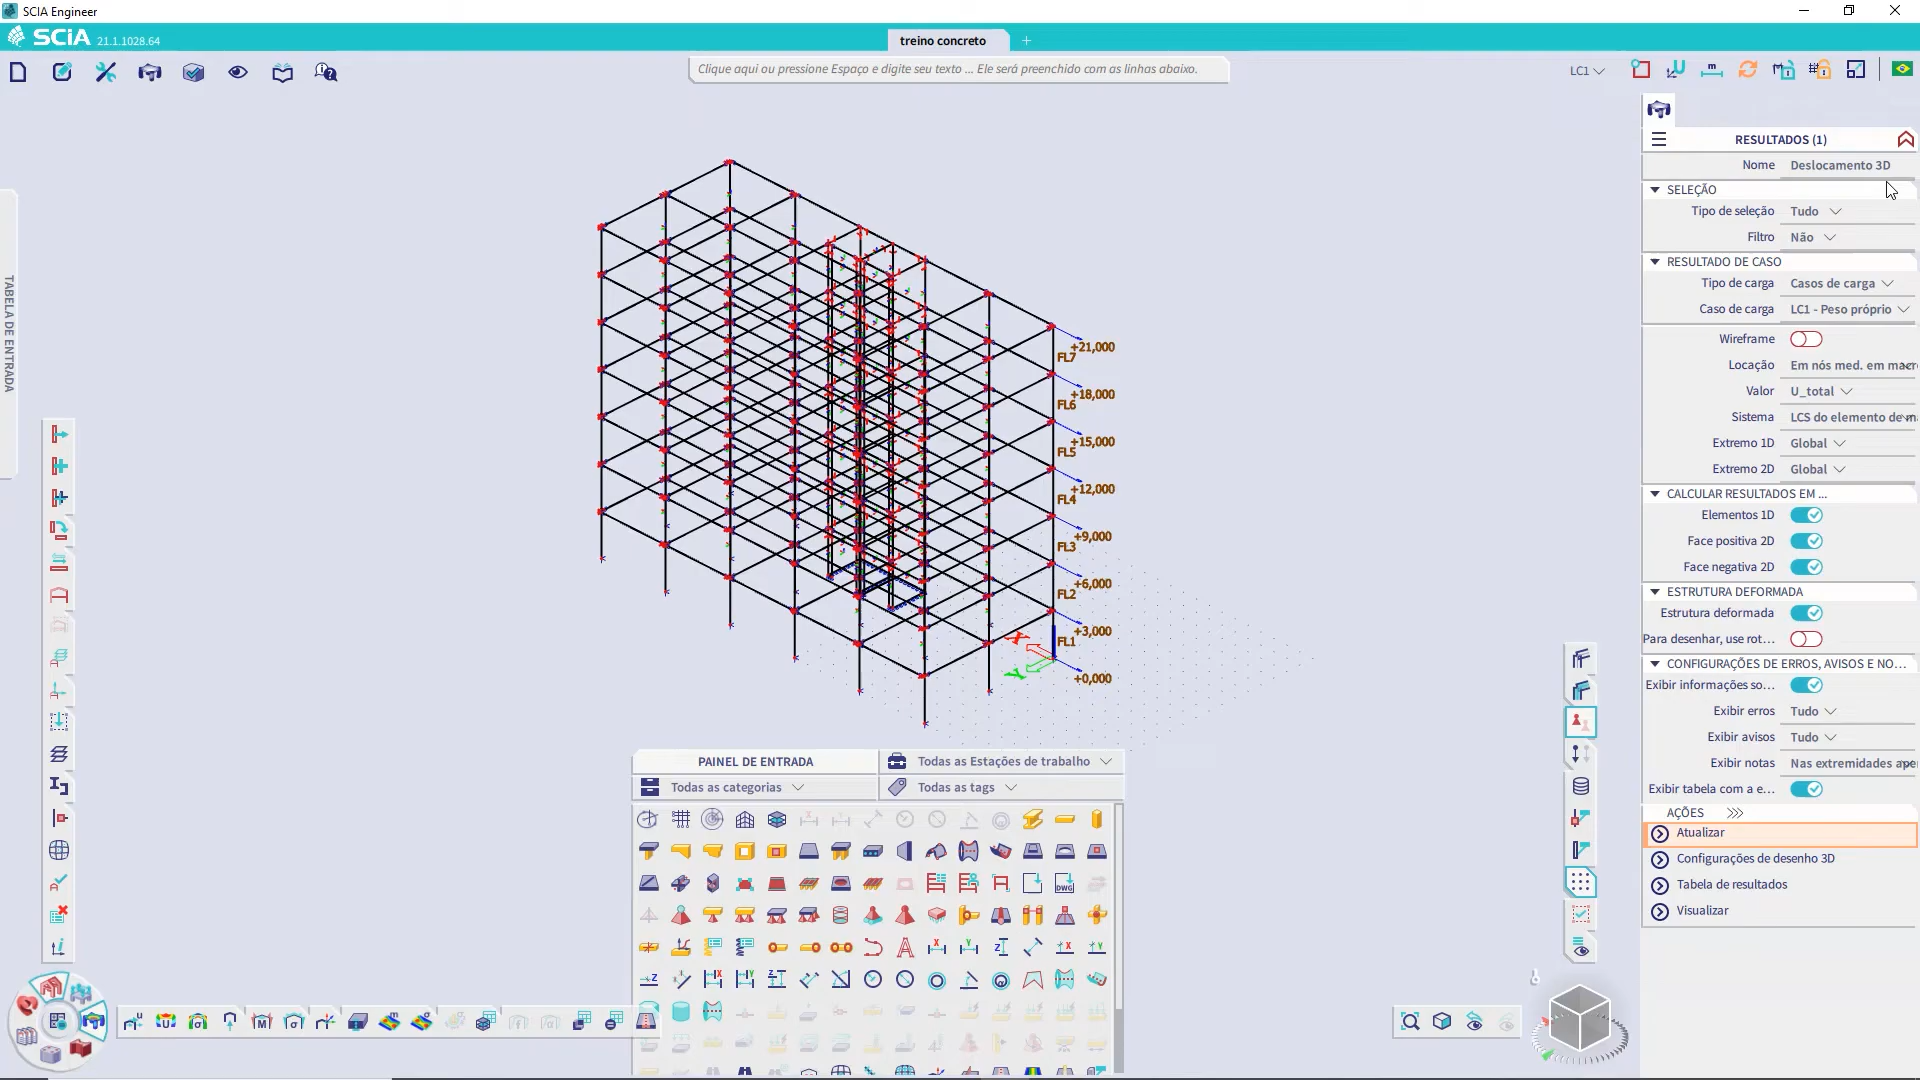 SCIA Engineer
SCiA 21.1.1028.64
treino concreto
Clique aqui ou pressione Espaço e digite seu texto ... Ele será preenchido com as linhas abaixo.
LC1
TABELA DE ENTRADA
+21,000
FL7
+18,000
FL6
+15,000
FL5
+12,000
FL4
+9,000
FL3
+6,000
FL2
+3,000
FL1
X
Y
+0,000
PAINEL DE ENTRADA
Todas as Estações de trabalho
Todas as categorias
Todas as tags
DWG
RESULTADOS (1)
Nome Deslocamento 3D
SELEÇÃO
Tipo de seleção Tudo
Filtro Não
RESULTADO DE CASO
Tipo de carga Casos de carga
Caso de carga LC1 - Peso próprio
Wireframe
Locação Em nós med. em
Valor U_total
Sistema LCS do elemento de
Extremo 1D Global
Extremo 2D Global
CALCULAR RESULTADOS EM ...
Elementos 1D
Face positiva 2D
Face negativa 2D
ESTRUTURA DEFORMADA
Estrutura deformada
Para desenhar, use rot...
CONFIGURAÇÕES DE ERROS, AVISOS E NO...
Exibir informações so...
Exibir erros Tudo
Exibir avisos Tudo
Exibir notas Nas extremidades
Exibir tabela com a e...
AÇÕES >>>
Atualizar
Configurações de desenho 3D
Tabela de resultados
Visualizar